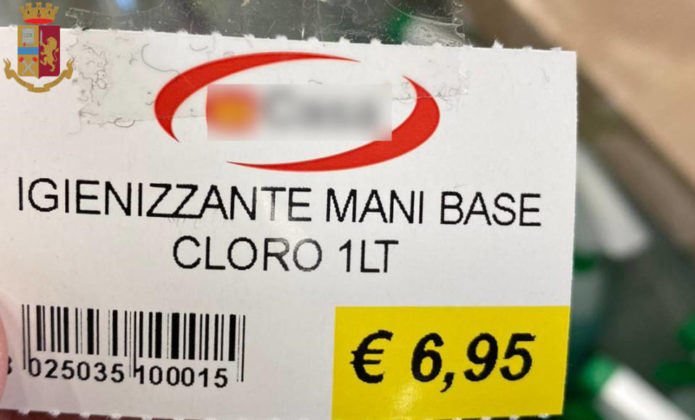 IGIENIZZANTE MANI BASE
CLORO 1LT
025035 100015
€ 6,95